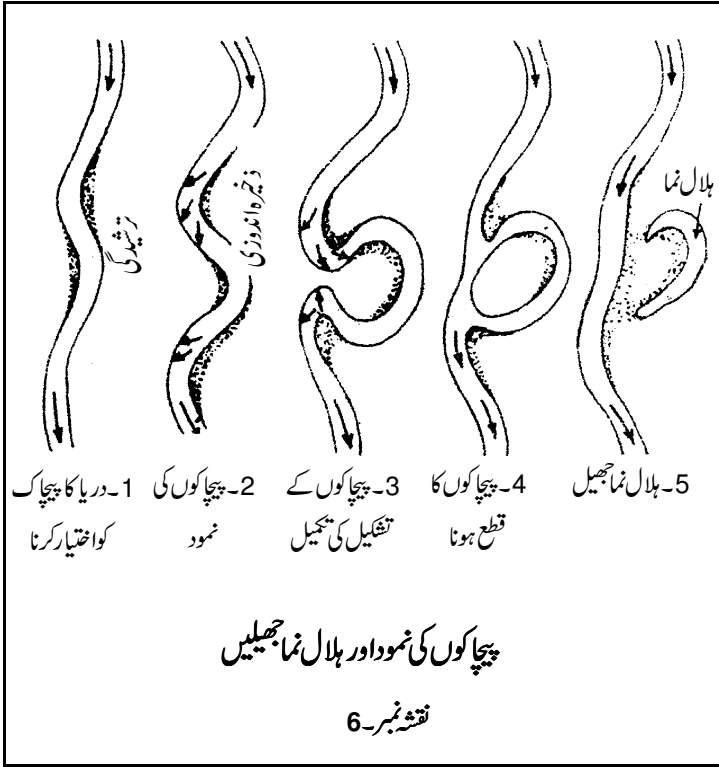 تر شیدگی
ذخیرہ اندوزی
ہلال نما
1۔دریا کا پیچاک
کو اختیار کرنا
2۔پیچاکوں کی
نمود
3۔پیچاکوں کے
تشکیل کی تکمیل
4۔پیچاکوں کا
قطع ہونا
5۔ہلال نما جھیل
پیچاکوں کی نمود اور ہلال نما جھیلیں
نقشہ نمبر۔6